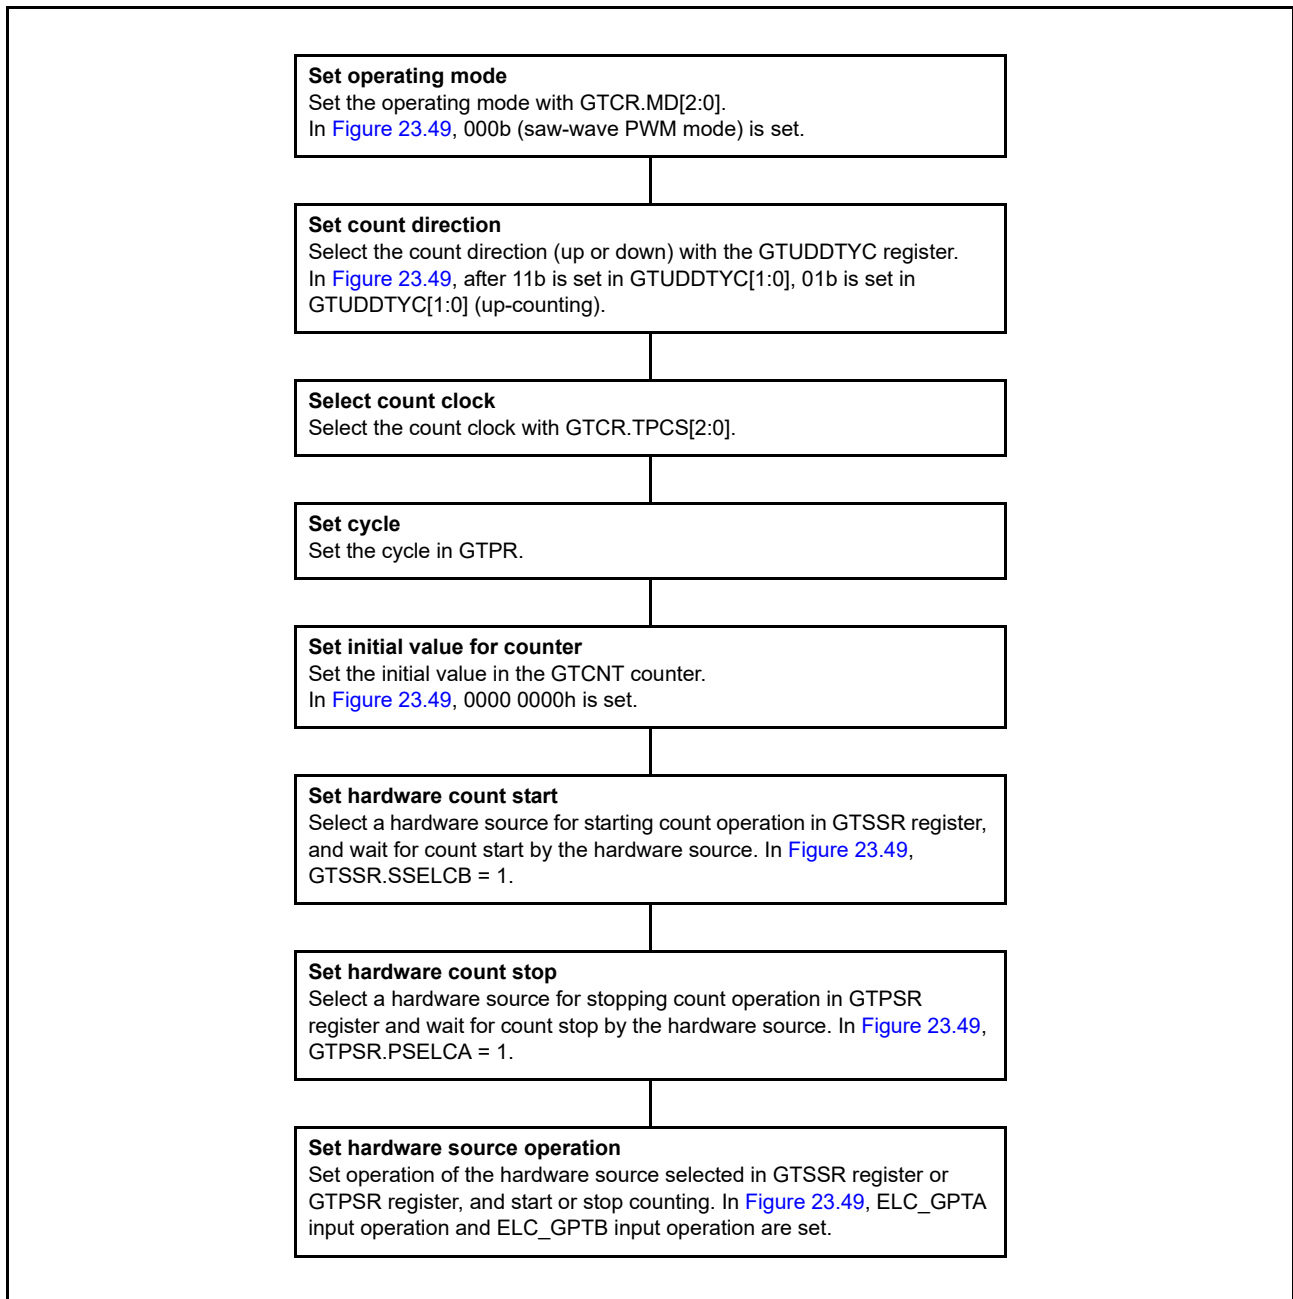 Set operating mode
Set the operating mode with GTCR.MD[2:0].
In Figure 23.49, 000b (saw-wave PWM mode) is set.
Set count direction
Select the count direction (up or down) with the GTUDDTYC register.
In Figure 23.49, after 11b is set in GTUDDTYC[1:0], 01b is set in
GTUDDTYC[1:0] (up-counting).
Select count clock
Select the count clock with GTCR.TPCS[2:0].
Set cycle
Set the cycle in GTPR.
Set initial value for counter
Set the initial value in the GTCNT counter.
In Figure 23.49, 0000 0000h is set.
Set hardware count start
Select a hardware source for starting count operation in GTSSR register,
and wait for count start by the hardware source. In Figure 23.49,
GTSSR.SSELCB = 1.
Set hardware count stop
Select a hardware source for stopping count operation in GTPSR
register and wait for count stop by the hardware source. In Figure 23.49,
GTPSR.PSELCA = 1.
Set hardware source operation
Set operation of the hardware source selected in GTSSR register or
GTPSR register, and start or stop counting. In Figure 23.49, ELC_GPTA
input operation and ELC_GPTB input operation are set.